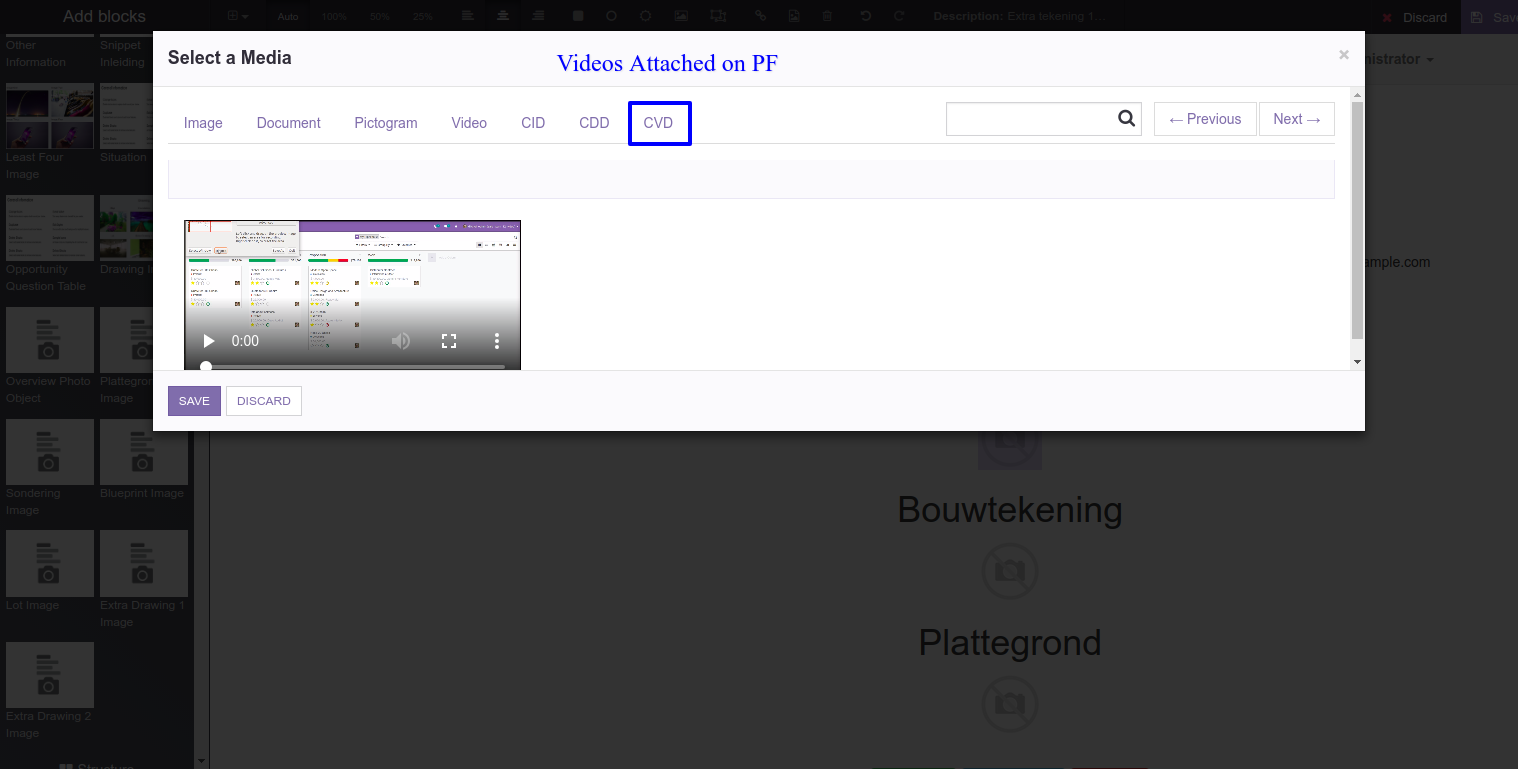 Add blocks
Auto 100% 50% 25%
Description: Extra tekening 1...
Discard Save
Other Information
Snippet Inleiding
Least Four Image
Situation
Opportunity Question Table
Drawing I
Overview Photo Object
Plattegron Image
Sondering Image
Blueprint Image
Lot Image
Extra Drawing 1 Image
Extra Drawing 2 Image
Structure
Select a Media
Videos Attached on PF
×
Image Document Pictogram Video CID CDD CVD
← Previous Next →
0:00
SAVE DISCARD
nistrator
ample.com
Bouwtekening
Plattegrond